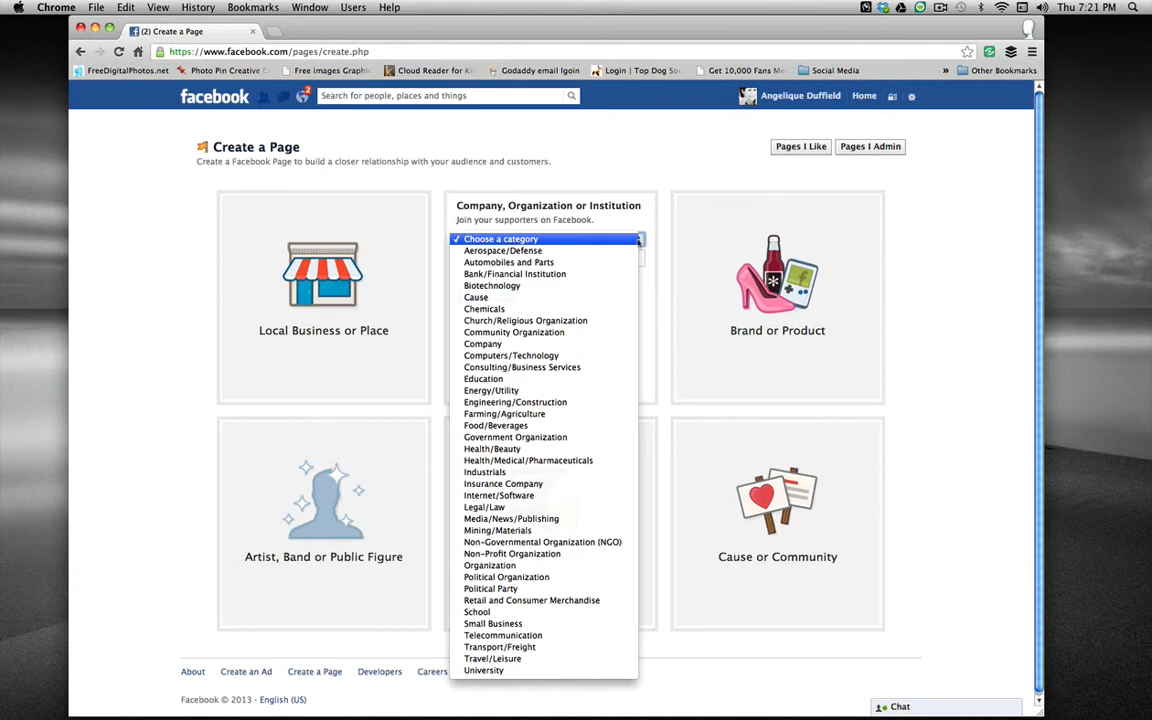 Chrome File Edit View History Bookmarks Window Users Help Thu 7:21 PM
(2) Create a Page
https://www.facebook.com/pages/create.php
FreeDigitalPhotos.net Photo Pin Creative C Free images Graphic Cloud Reader for Ki Godaddy email lgoin Login | Top Dog Soc Get 10,000 Fans Me Social Media » Other Bookmarks
facebook 2 Search for people, places and things Angelique Duffield Home
Create a Page Pages I Like Pages I Admin
Create a Facebook Page to build a closer relationship with your audience and customers.
Company, Organization or Institution
Join your supporters on Facebook.
✓ Choose a category
Aerospace/Defense
Automobiles and Parts
Bank/Financial Institution
Biotechnology
Cause
Chemicals
Church/Religious Organization
Community Organization
Company
Computers/Technology
Consulting/Business Services
Education
Energy/Utility
Engineering/Construction
Farming/Agriculture
Food/Beverages
Government Organization
Health/Beauty
Health/Medical/Pharmaceuticals
Industrials
Insurance Company
Internet/Software
Legal/Law
Media/News/Publishing
Mining/Materials
Non-Governmental Organization (NGO)
Non-Profit Organization
Organization
Political Organization
Political Party
Retail and Consumer Merchandise
School
Small Business
Telecommunication
Transport/Freight
Travel/Leisure
University
Local Business or Place
Brand or Product
Artist, Band or Public Figure
Cause or Community
About Create an Ad Create a Page Developers Careers
Facebook © 2013 · English (US)
Chat